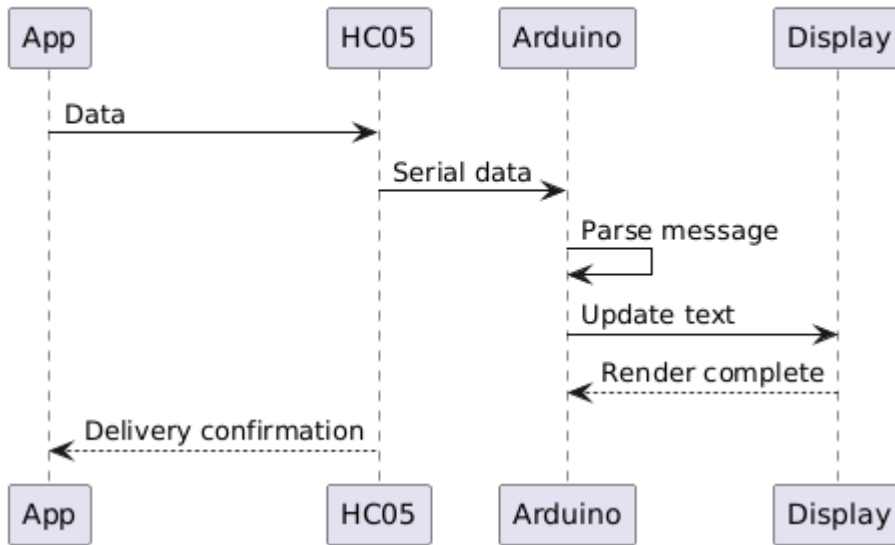 App HC05 Arduino Display
Data
Serial data
Parse message
Update text
Render complete
Delivery confirmation
App HC05 Arduino Display